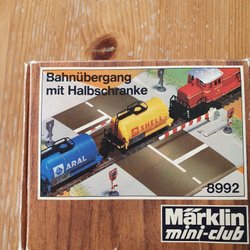 Bahnübergang
mit Halbschranke
SHELL
ARAL
8992
Märklin
mini-club